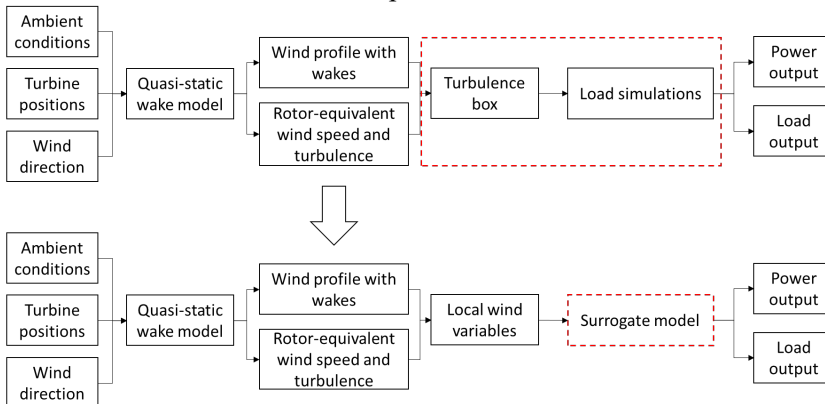 Ambient
conditions
Turbine
positions
Wind
direction
Quasi-static
wake model
Wind profile with
wakes
Rotor-equivalent
wind speed and
turbulence
Turbulence
box
Load simulations
Power
output
Load
output
Ambient
conditions
Turbine
positions
Wind
direction
Quasi-static
wake model
Wind profile with
wakes
Rotor-equivalent
wind speed and
turbulence
Local wind
variables
Surrogate model
Power
output
Load
output